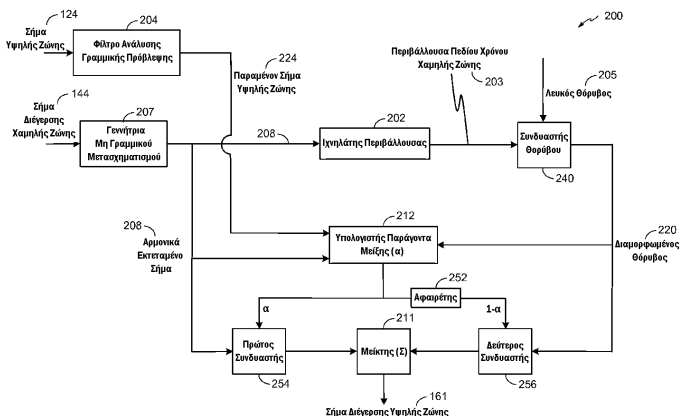 124
Σήμα
Υψηλής Ζώνης
204
Φίλτρο Ανάλυσης
Γραμμικής Πρόβλεψης
224
Παραμένον Σήμα
Υψηλής Ζώνης
Περιβάλλουσα Πεδίου Χρόνου
Χαμηλής Ζώνης
203
200
205
Λευκός Θόρυβος
144
Σήμα
Διέγερσης
Χαμηλής Ζώνης
207
Γεννήτρια
Μη Γραμμικού
Μετασχηματισμού
208
202
Ιχνηλάτης Περιβάλλουσας
Συνδυαστής
Θορύβου
240
208
Αρμονικά
Εκτεταμένο
Σήμα
212
Υπολογιστής Παράγοντα
Μείξης (α)
220
Διαμορφωμένος
Θόρυβος
252
Αφαιρέτης
α
1-α
211
Πρώτος
Συνδυαστής
254
Μείκτης (Σ)
Δεύτερος
Συνδυαστής
256
161
Σήμα Διέγερσης Υψηλής Ζώνης